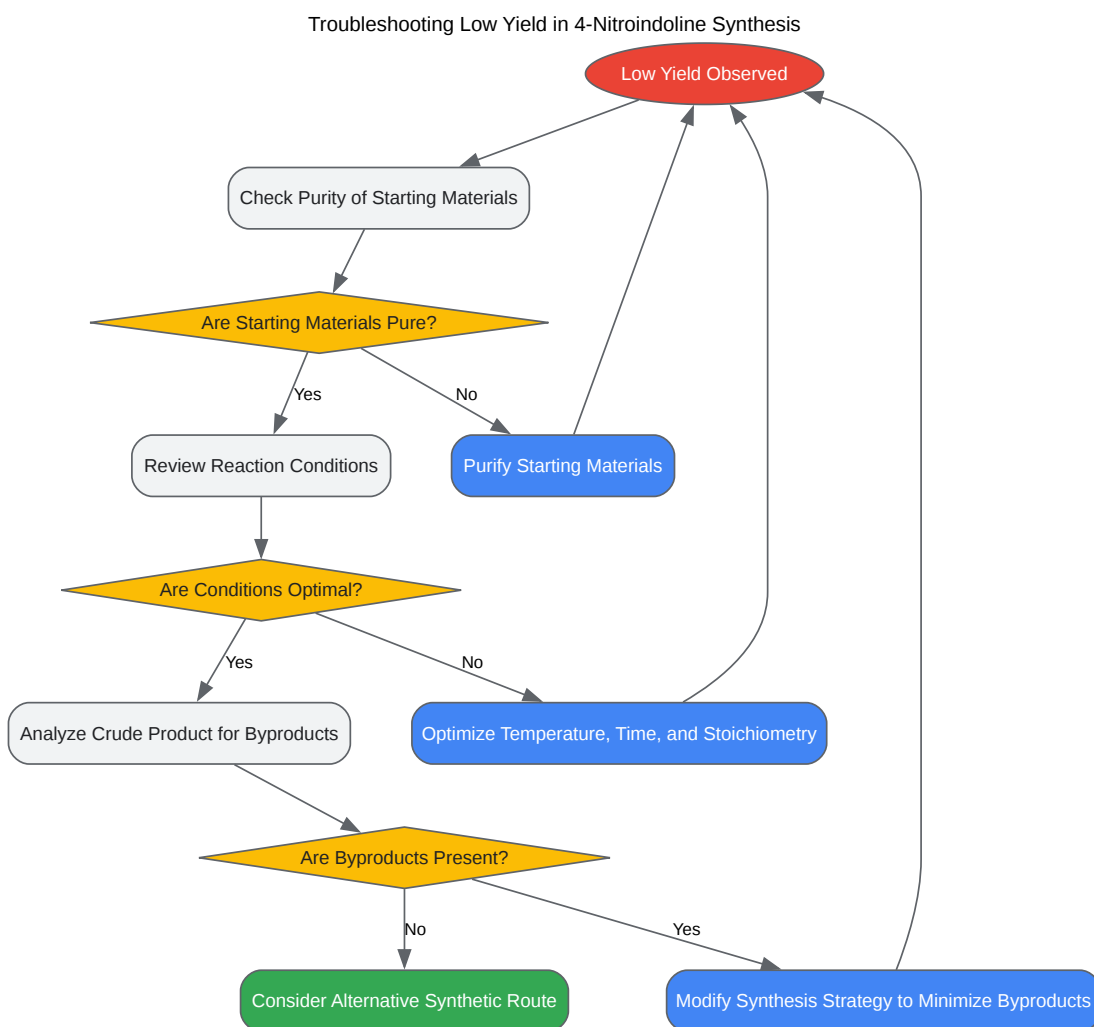 Troubleshooting Low Yield in 4-Nitroindoline Synthesis
Low Yield Observed
Check Purity of Starting Materials
Are Starting Materials Pure?
Yes
No
Review Reaction Conditions
Purify Starting Materials
Are Conditions Optimal?
Yes
No
Analyze Crude Product for Byproducts
Optimize Temperature, Time, and Stoichiometry
Are Byproducts Present?
No
Yes
Consider Alternative Synthetic Route
Modify Synthesis Strategy to Minimize Byproducts